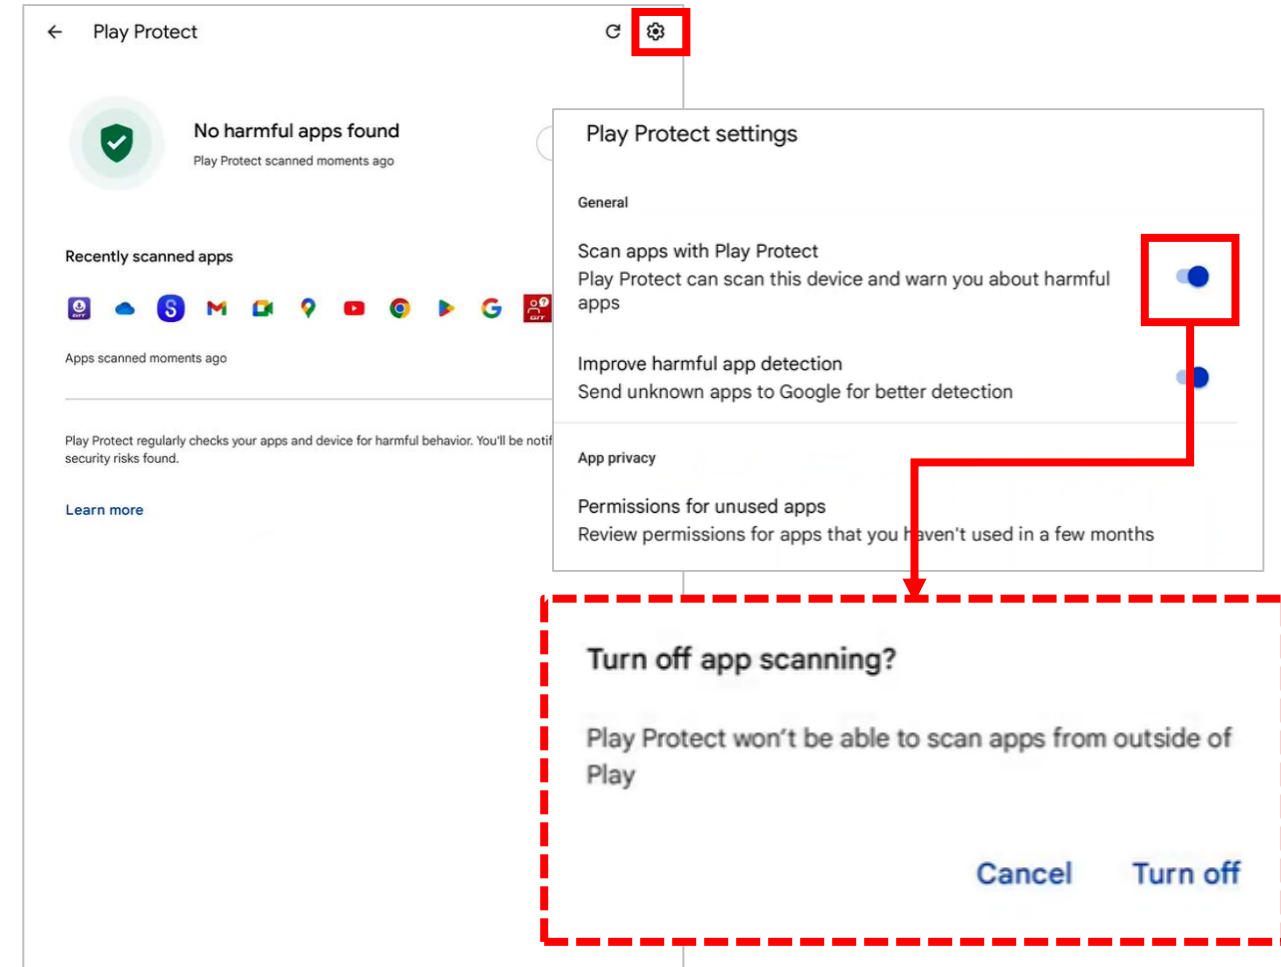 Play Protect
No harmful apps found
Play Protect scanned moments ago
Recently scanned apps
S
GIT
GIT
Apps scanned moments ago
Play Protect regularly checks your apps and device for harmful behavior. You'll be notif
security risks found.
Learn more
Play Protect settings
General
Scan apps with Play Protect
Play Protect can scan this device and warn you about harmful
apps
Improve harmful app detection
Send unknown apps to Google for better detection
App privacy
Permissions for unused apps
Review permissions for apps that you haven't used in a few months
Turn off app scanning?
Play Protect won't be able to scan apps from outside of
Play
Cancel
Turn off